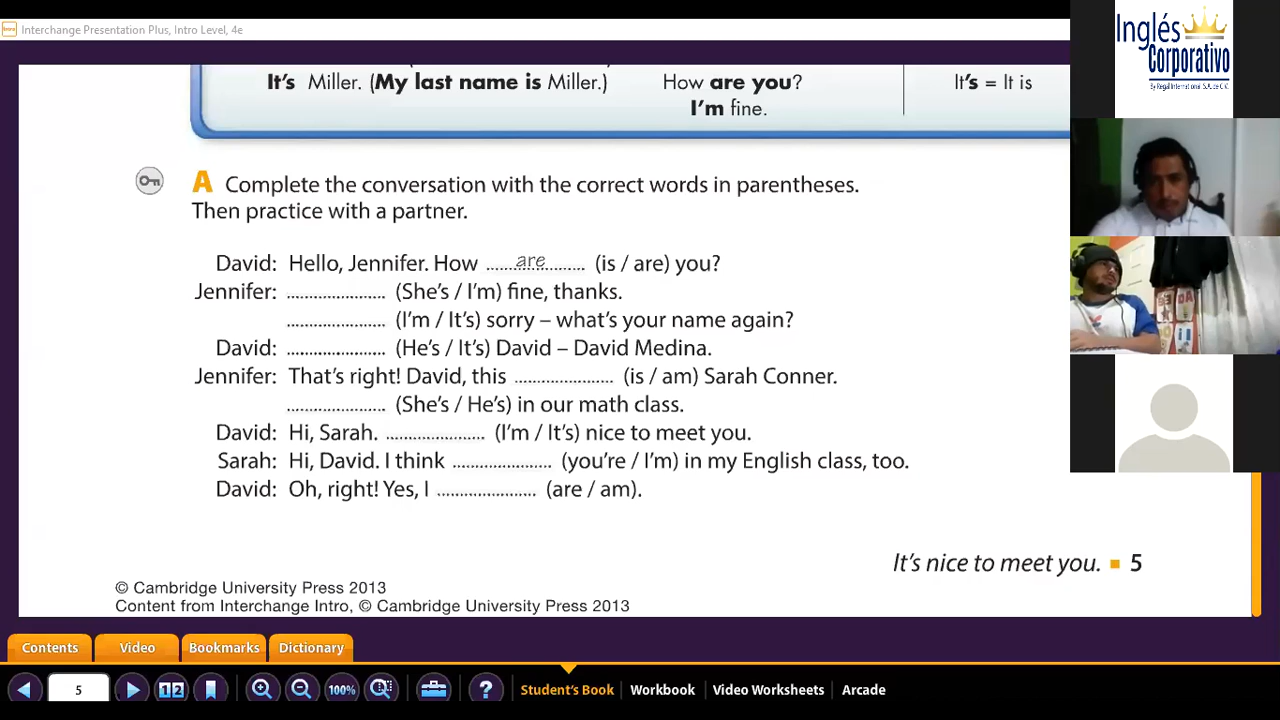 Interchange Presentation Plus, Intro Level, 4e
Inglés
Corporativo
By Regal International S.A. de C.V.
It's Miller. (My last name is Miller.)
How are you?
It's = It is
I'm fine.
A Complete the conversation with the correct words in parentheses.
Then practice with a partner.
David: Hello, Jennifer. How are (is / are) you?
Jennifer: .................... (She's / I'm) fine, thanks.
.................... (I'm / It's) sorry – what's your name again?
David: .................... (He's / It's) David – David Medina.
Jennifer: That's right! David, this .................... (is / am) Sarah Conner.
.................... (She's / He's) in our math class.
David: Hi, Sarah. .................... (I'm / It's) nice to meet you.
Sarah: Hi, David. I think .................... (you're / I'm) in my English class, too.
David: Oh, right! Yes, I .................... (are / am).
It's nice to meet you. ■ 5
© Cambridge University Press 2013
Content from Interchange Intro, © Cambridge University Press 2013
Contents Video Bookmarks Dictionary
5 12 100% ? Student's Book Workbook Video Worksheets Arcade